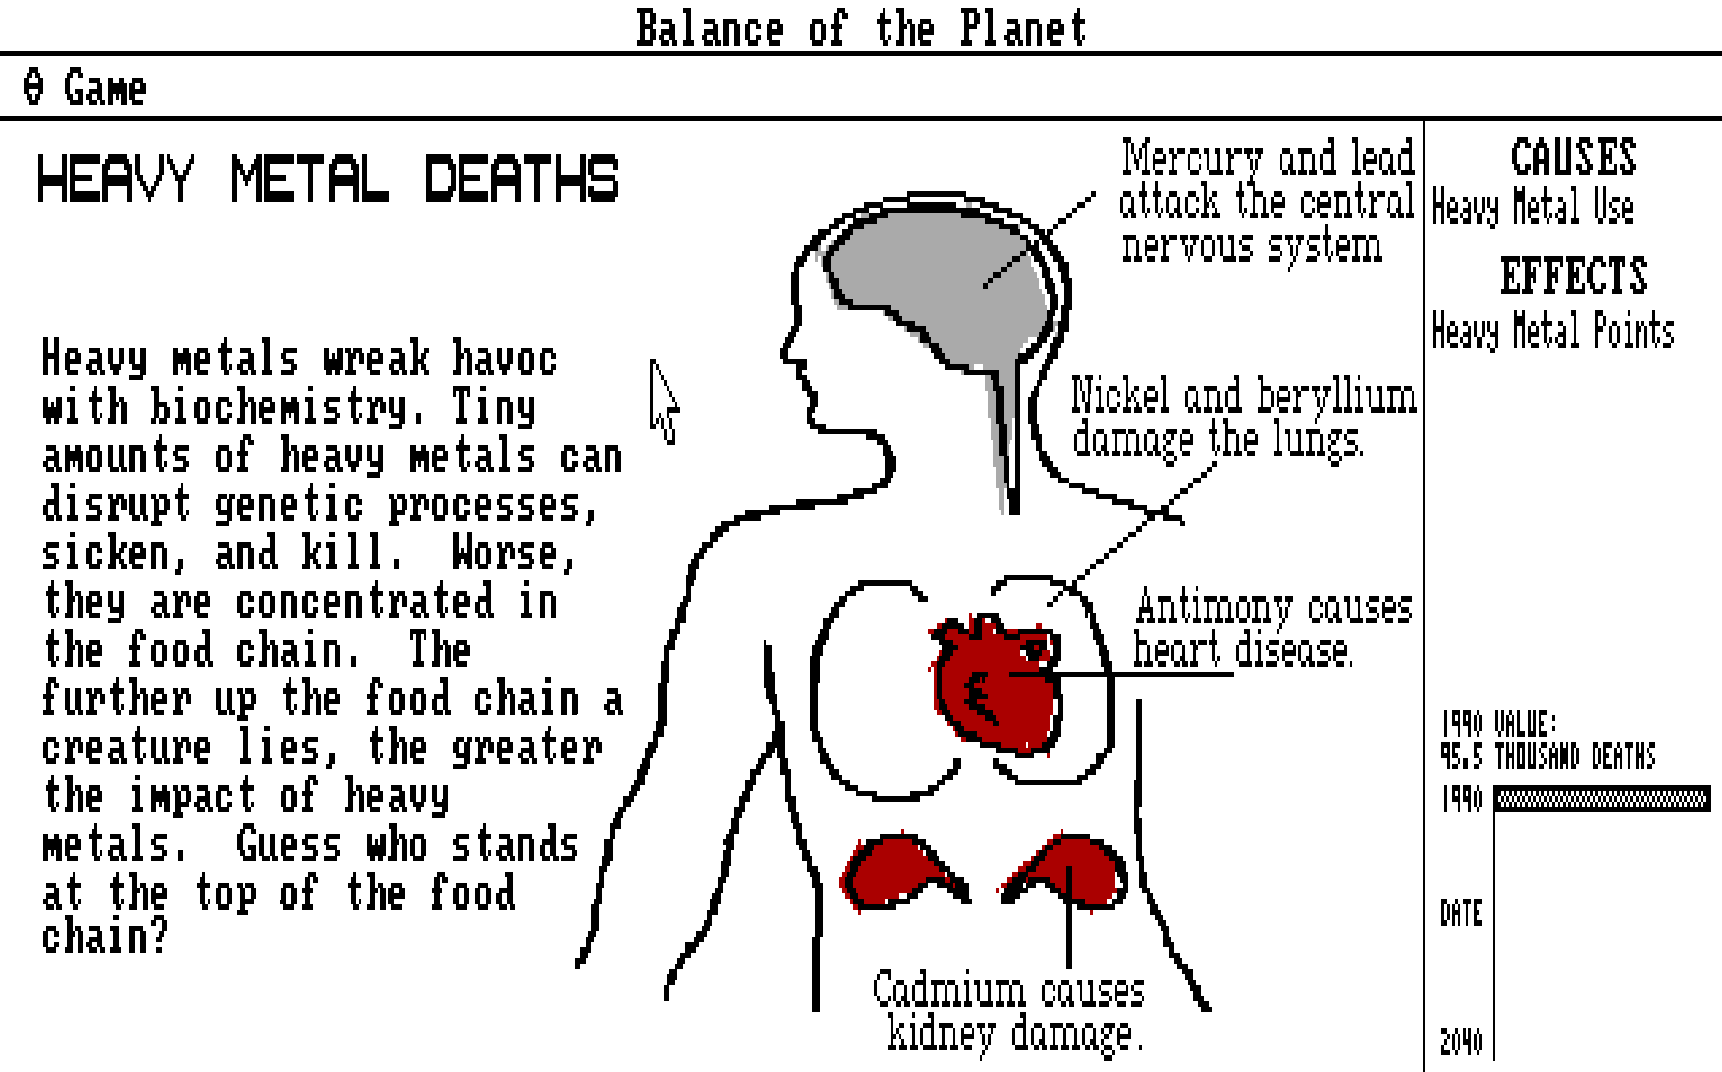 Balance of the Planet
θ Game
HEAVY METAL DEATHS
Heavy metals wreak havoc
with biochemistry. Tiny
amounts of heavy metals can
disrupt genetic processes,
sicken, and kill.  Worse,
they are concentrated in
the food chain.  The
further up the food chain a
creature lies, the greater
the impact of heavy
metals.  Guess who stands
at the top of the food
chain?
Mercury and lead
attack the central
nervous system
Nickel and beryllium
damage the lungs.
Antimony causes
heart disease.
Cadmium causes
kidney damage.
CAUSES
Heavy Metal Use
EFFECTS
Heavy Metal Points
1990 VALUE:
95.5 THOUSAND DEATHS
1990
DATE
2040